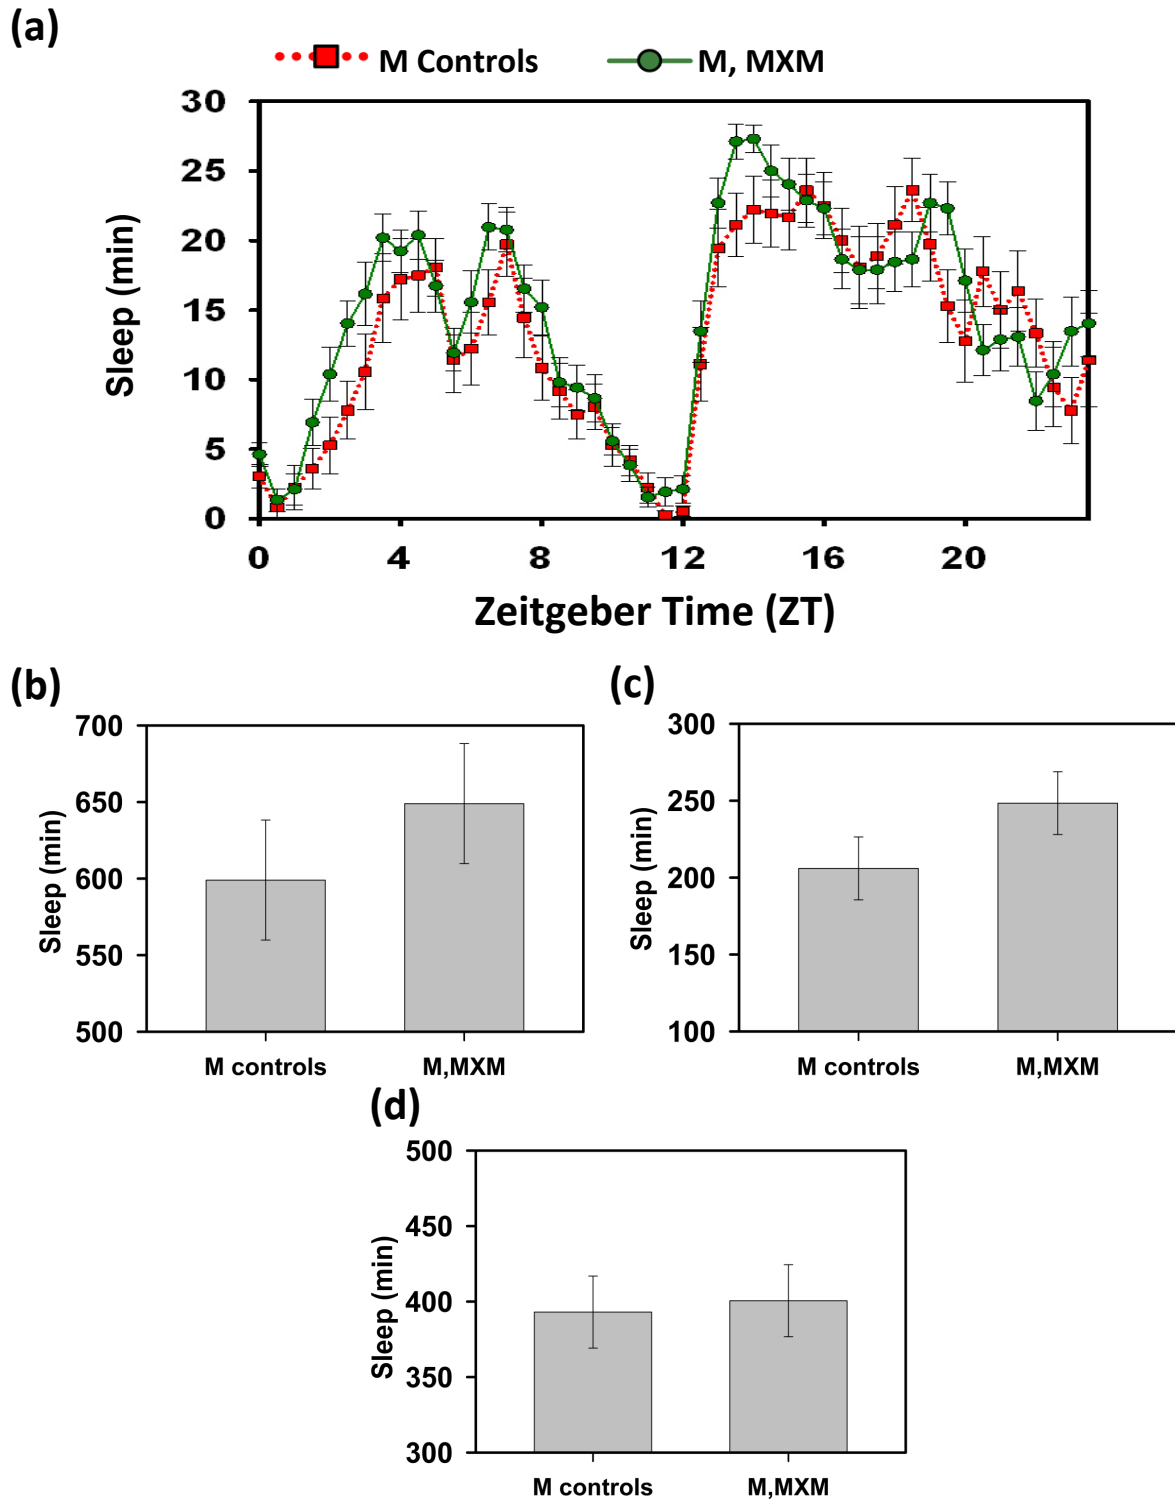 (a)
M Controls M, MXM
30
25
20
15
10
5
0
Sleep (min)
0 4 8 12 16 20
Zeitgeber Time (ZT)
(b)
700
650
600
550
500
Sleep (min)
M controls M,MXM
(c)
300
250
200
150
100
Sleep (min)
M controls M,MXM
(d)
500
450
400
350
300
Sleep (min)
M controls M,MXM